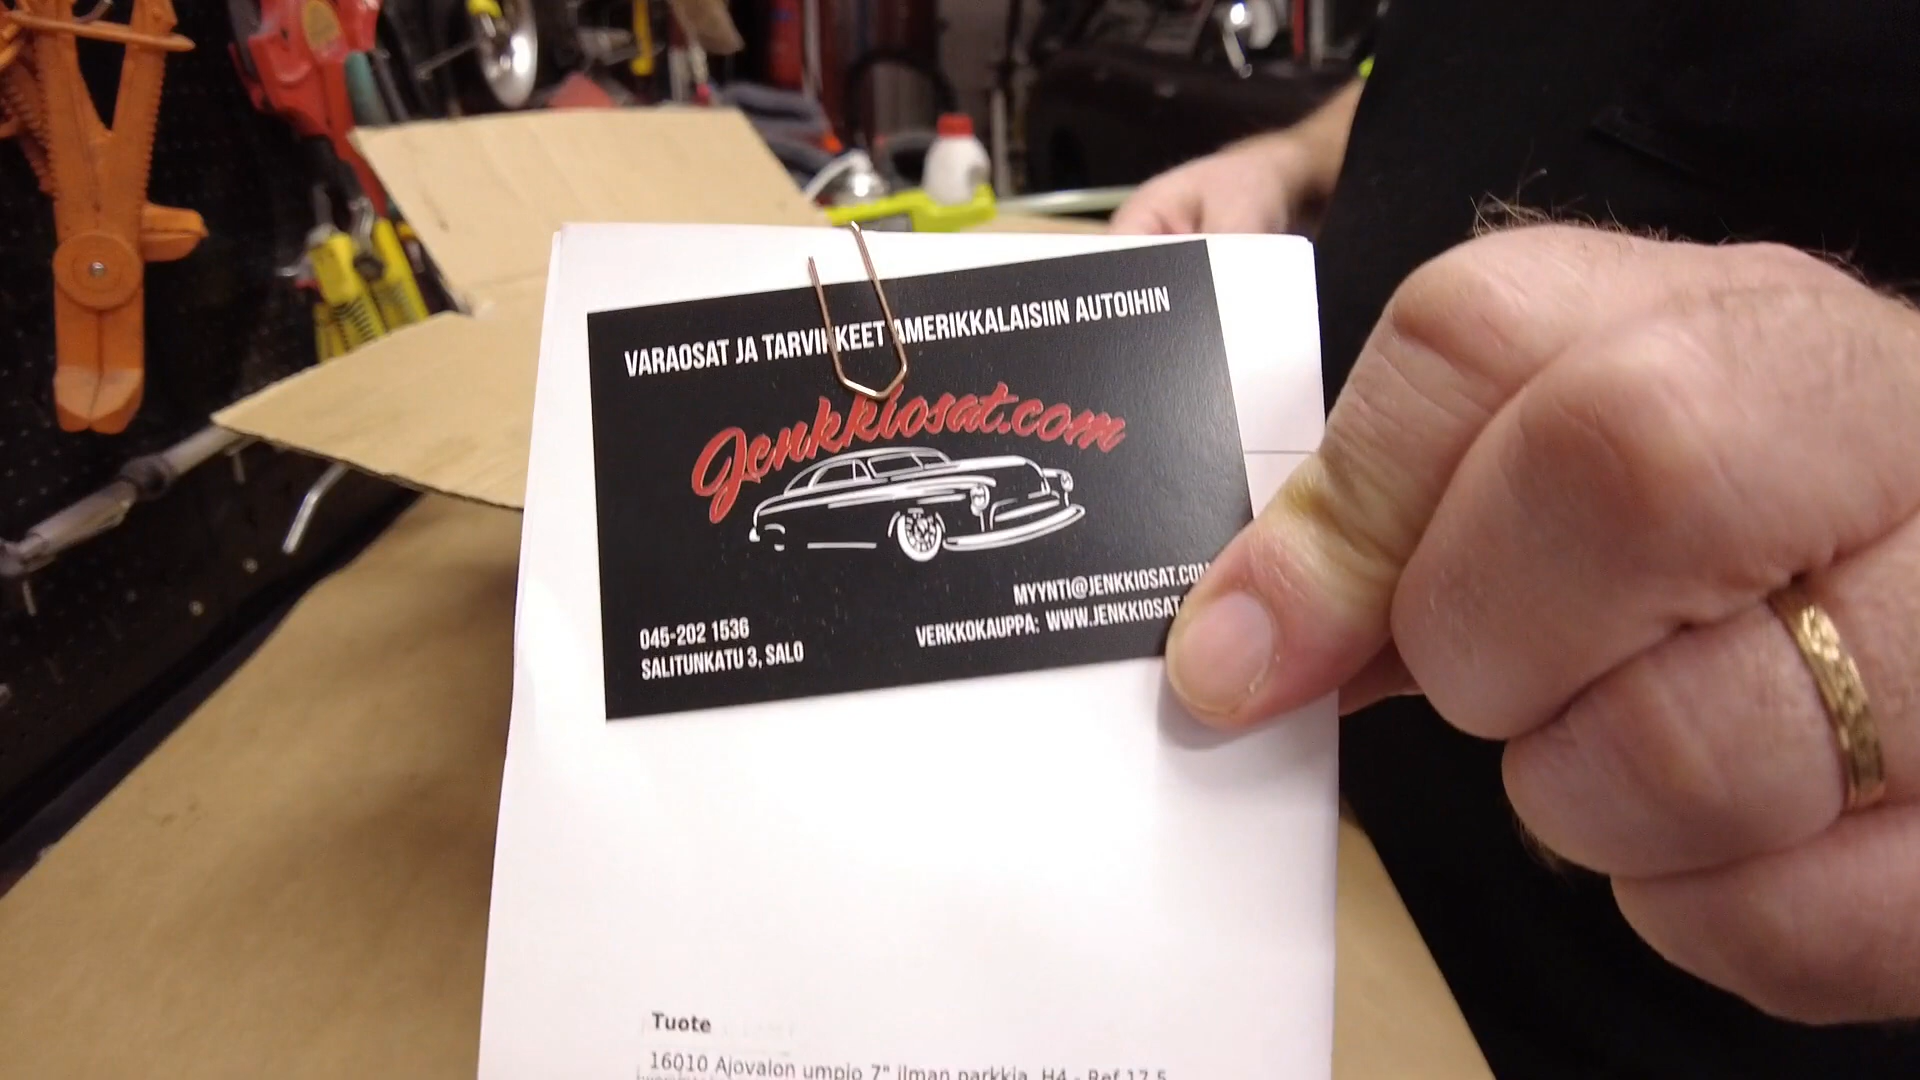 VARAOSAT JA TARVIKKEET AMERIKKALAISIIN AUTOIHIN
Jenkkiosat.com
MYYNTI@JENKKIOSAT.COM
VERKKOKAUPPA: WWW.JENKKIOSAT
045-202 1536
SALITUNKATU 3, SALO
Tuote
16010 Ajovalon umpio 7" ilman parkkia, H4 - Ref 17.5